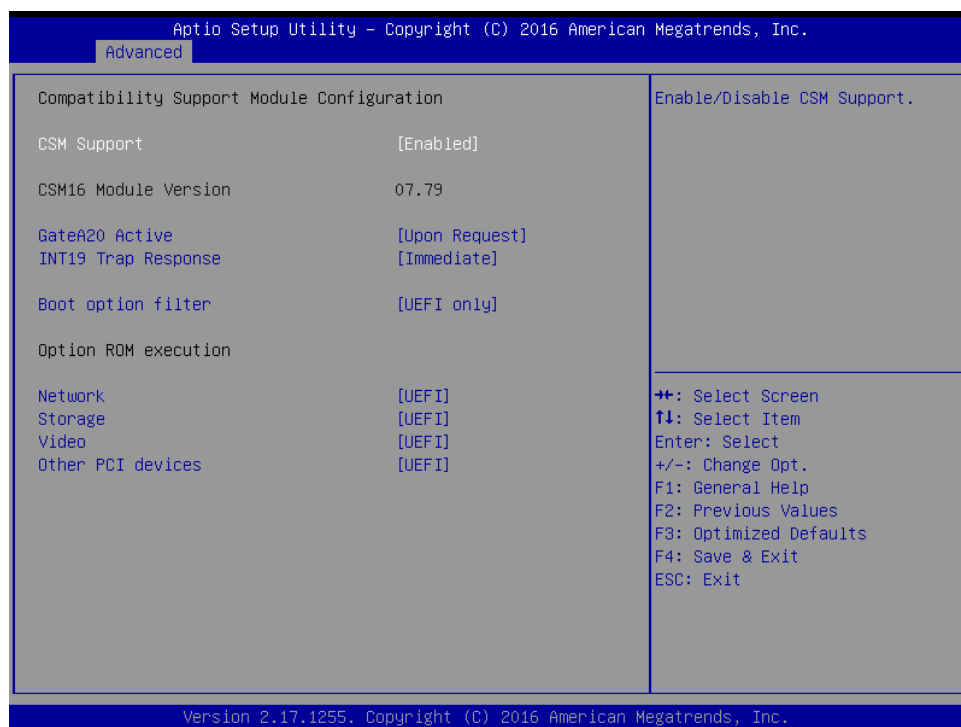 Aptio Setup Utility – Copyright (C) 2016 American Megatrends, Inc.
Advanced
Compatibility Support Module Configuration
CSM Support [Enabled]
CSM16 Module Version 07.79
GateA20 Active [Upon Request]
INT19 Trap Response [Immediate]
Boot option filter [UEFI only]
Option ROM execution
Network [UEFI]
Storage [UEFI]
Video [UEFI]
Other PCI devices [UEFI]
Enable/Disable CSM Support.
→←: Select Screen
↑↓: Select Item
Enter: Select
+/-: Change Opt.
F1: General Help
F2: Previous Values
F3: Optimized Defaults
F4: Save & Exit
ESC: Exit
Version 2.17.1255. Copyright (C) 2016 American Megatrends, Inc.